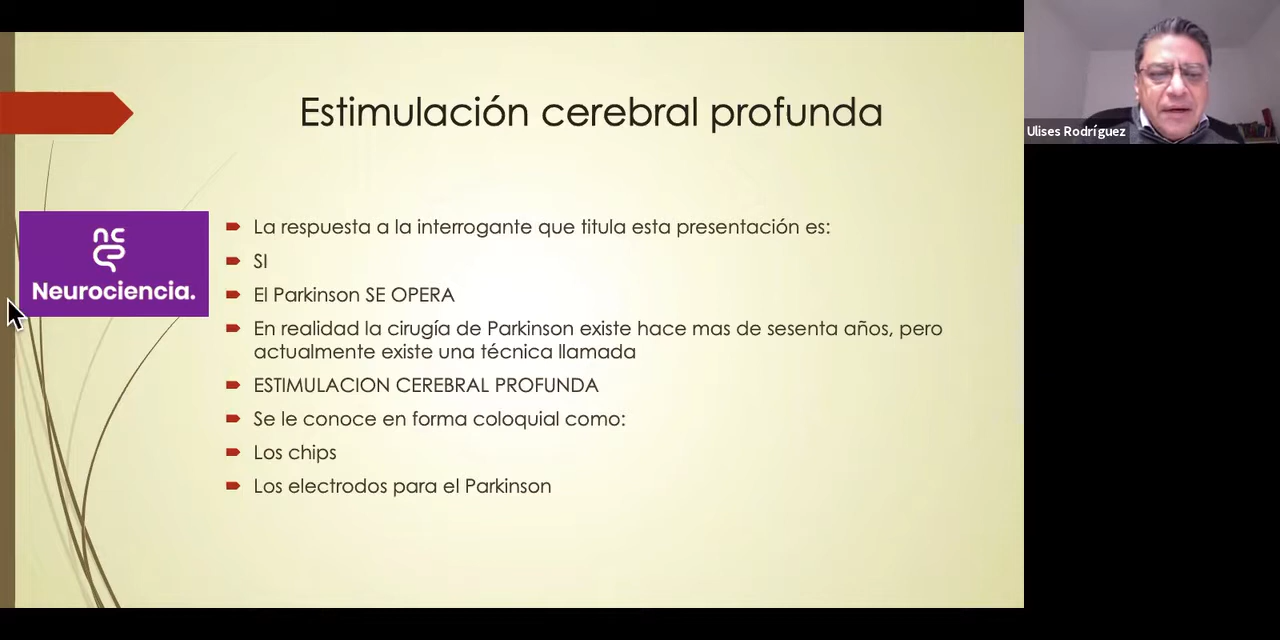 Estimulación cerebral profunda
nc
Neurociencia.
La respuesta a la interrogante que titula esta presentación es:
SI
El Parkinson SE OPERA
En realidad la cirugía de Parkinson existe hace mas de sesenta años, pero
actualmente existe una técnica llamada
ESTIMULACION CEREBRAL PROFUNDA
Se le conoce en forma coloquial como:
Los chips
Los electrodos para el Parkinson
Ulises Rodríguez